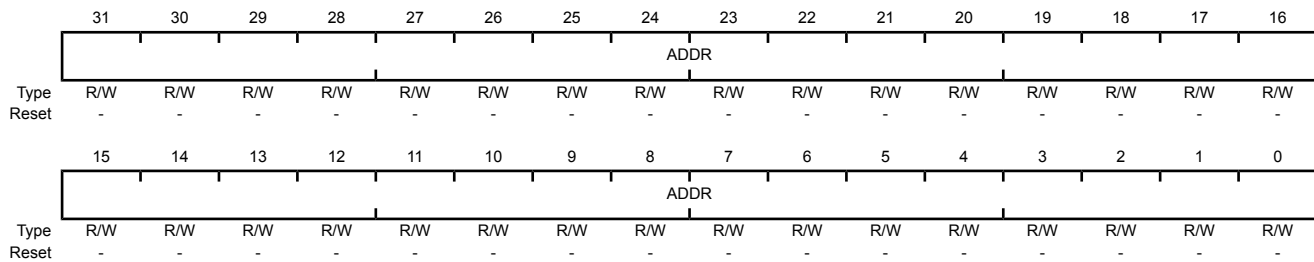 31 30 29 28 27 26 25 24 23 22 21 20 19 18 17 16
ADDR
Type R/W R/W R/W R/W R/W R/W R/W R/W R/W R/W R/W R/W R/W R/W R/W R/W
Reset - - - - - - - - - - - - - - - -
15 14 13 12 11 10 9 8 7 6 5 4 3 2 1 0
ADDR
Type R/W R/W R/W R/W R/W R/W R/W R/W R/W R/W R/W R/W R/W R/W R/W R/W
Reset - - - - - - - - - - - - - - - -